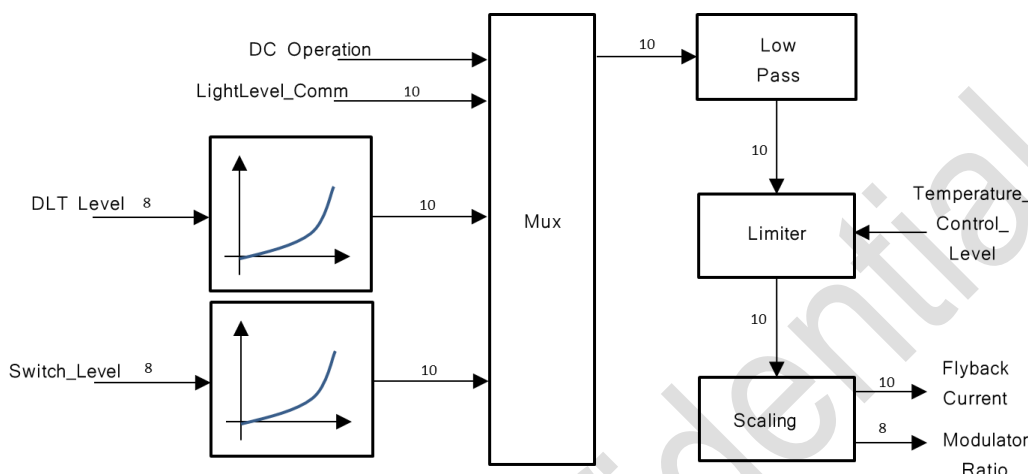 DC Operation
LightLevel_Comm
10
DLT Level
8
10
Switch_Level
8
10
Mux
10
Low
Pass
10
Limiter
Temperature_
Control_
Level
10
Scaling
10
Flyback
Current
8
Modulator
Ratio
dential